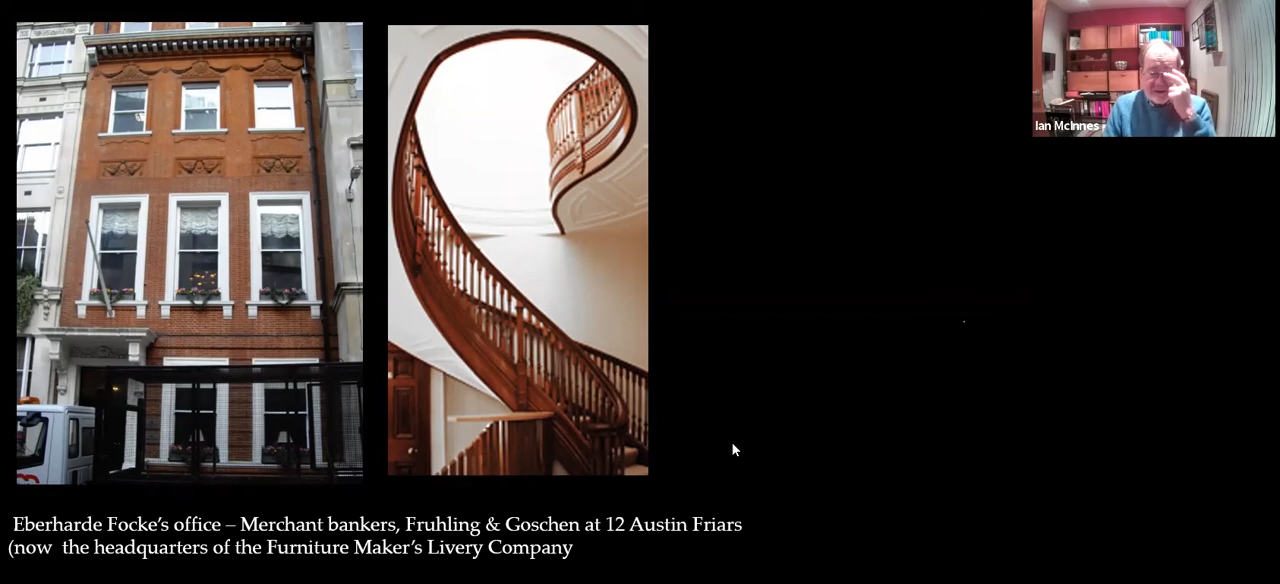 Ian McInnes
Eberharde Focke’s office – Merchant bankers, Fruhling & Goschen at 12 Austin Friars
(now  the headquarters of the Furniture Maker’s Livery Company